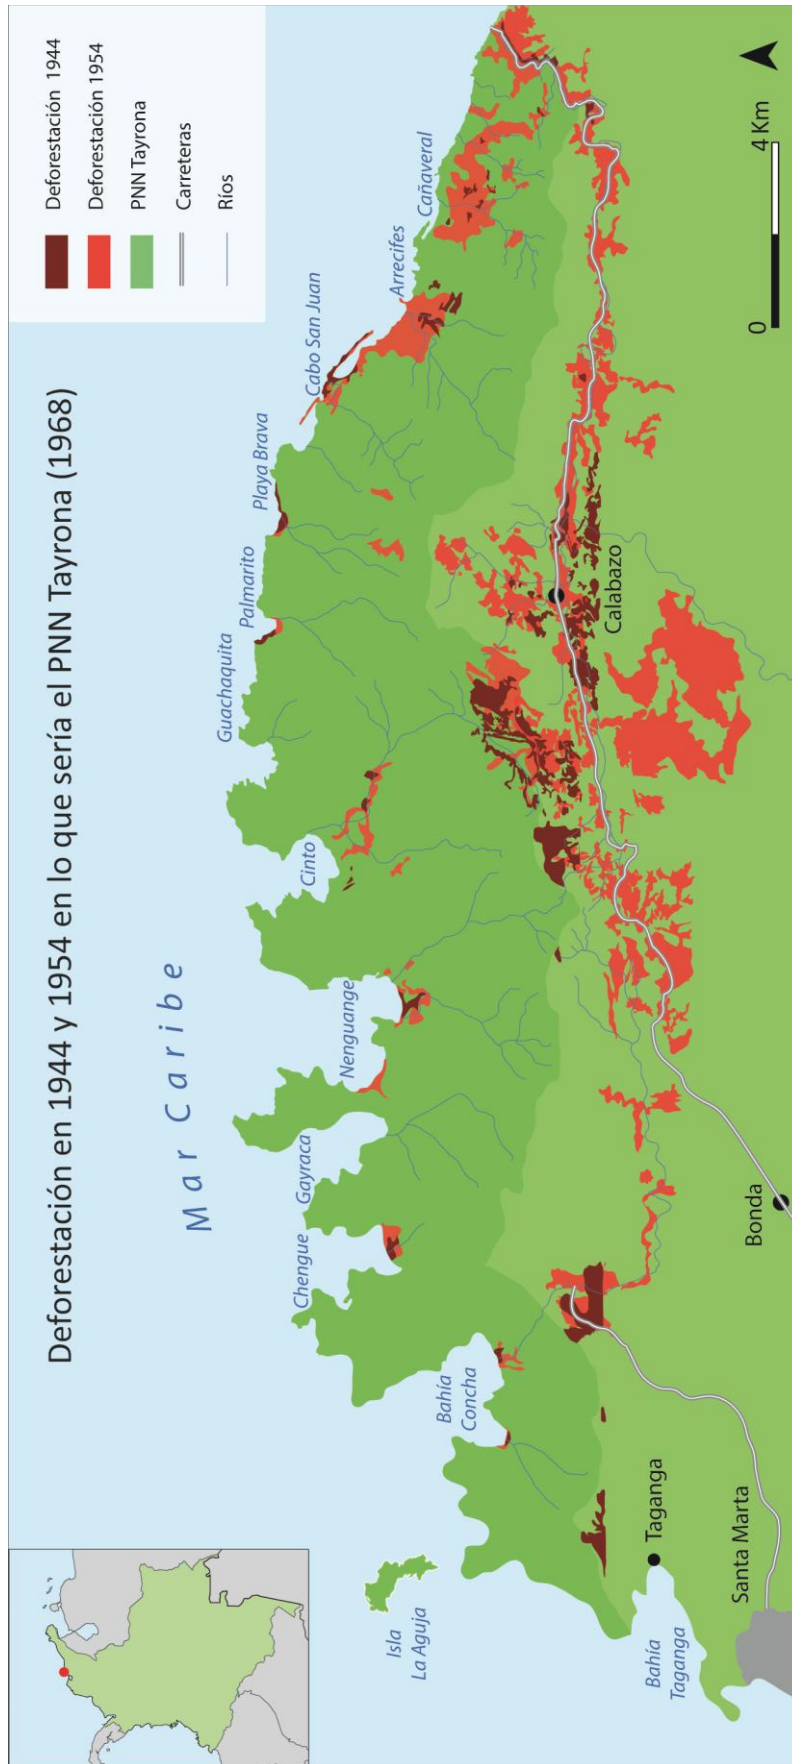 Deforestación en 1944 y 1954 en lo que sería el PNN Tayrona (1968)
Deforestación 1944
Deforestación 1954
PNN Tayrona
Carreteras
Ríos
Mar Caribe
Isla
La Aguja
Bahía
Concha
Chengue
Gayraca
Nenguange
Cinto
Guachaquita
Palmarito
Playa Brava
Cabo San Juan
Arrecifes
Cañaveral
Bahía
Taganga
Taganga
Santa Marta
Bonda
Calabazo
0
4 Km